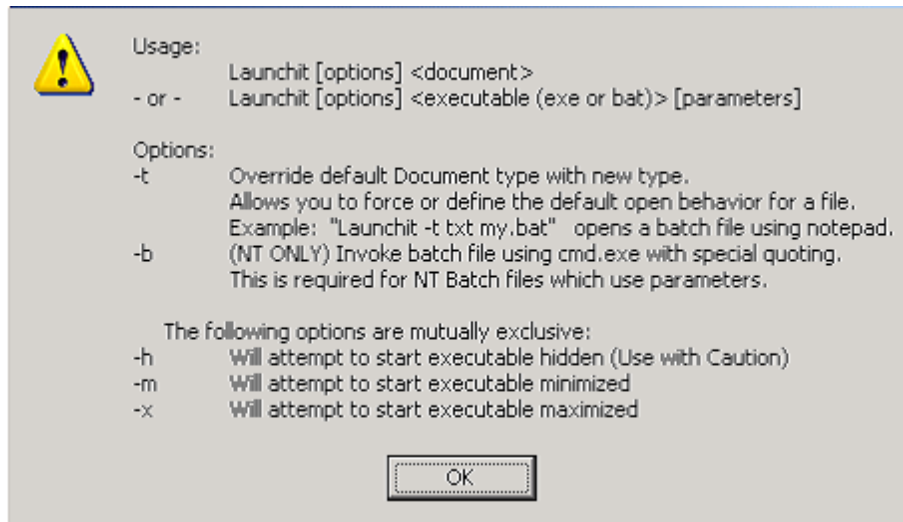 Usage:
Launchit [options] <document>
- or - Launchit [options] <executable (exe or bat)> [parameters]
Options:
-t Override default Document type with new type.
Allows you to force or define the default open behavior for a file.
Example: "Launchit -t txt my.bat" opens a batch file using notepad.
-b (NT ONLY) Invoke batch file using cmd.exe with special quoting.
This is required for NT Batch files which use parameters.
The following options are mutually exclusive:
-h Will attempt to start executable hidden (Use with Caution)
-m Will attempt to start executable minimized
-x Will attempt to start executable maximized
OK